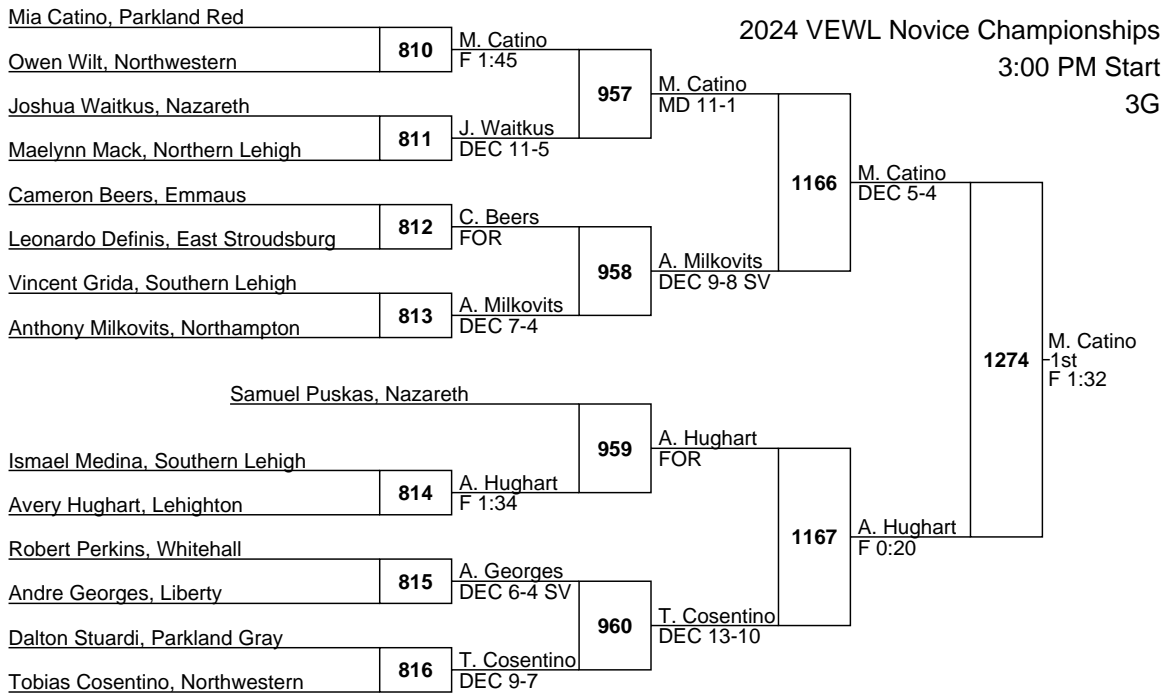 2024 VEWL Novice Championships
3:00 PM Start
3G
Mia Catino, Parkland Red
810
M. Catino
F 1:45
Owen Wilt, Northwestern
957
M. Catino
MD 11-1
Joshua Waitkus, Nazareth
811
J. Waitkus
DEC 11-5
Maelynn Mack, Northern Lehigh
1166
M. Catino
DEC 5-4
Cameron Beers, Emmaus
812
C. Beers
FOR
Leonardo Definis, East Stroudsburg
958
A. Milkovits
DEC 9-8 SV
Vincent Grida, Southern Lehigh
813
A. Milkovits
DEC 7-4
Anthony Milkovits, Northampton
1274
M. Catino
1st
F 1:32
Samuel Puskas, Nazareth
959
A. Hughart
FOR
Ismael Medina, Southern Lehigh
814
A. Hughart
F 1:34
Avery Hughart, Lehighton
1167
A. Hughart
F 0:20
Robert Perkins, Whitehall
815
A. Georges
DEC 6-4 SV
Andre Georges, Liberty
960
T. Cosentino
DEC 13-10
Dalton Stuardi, Parkland Gray
816
T. Cosentino
DEC 9-7
Tobias Cosentino, Northwestern